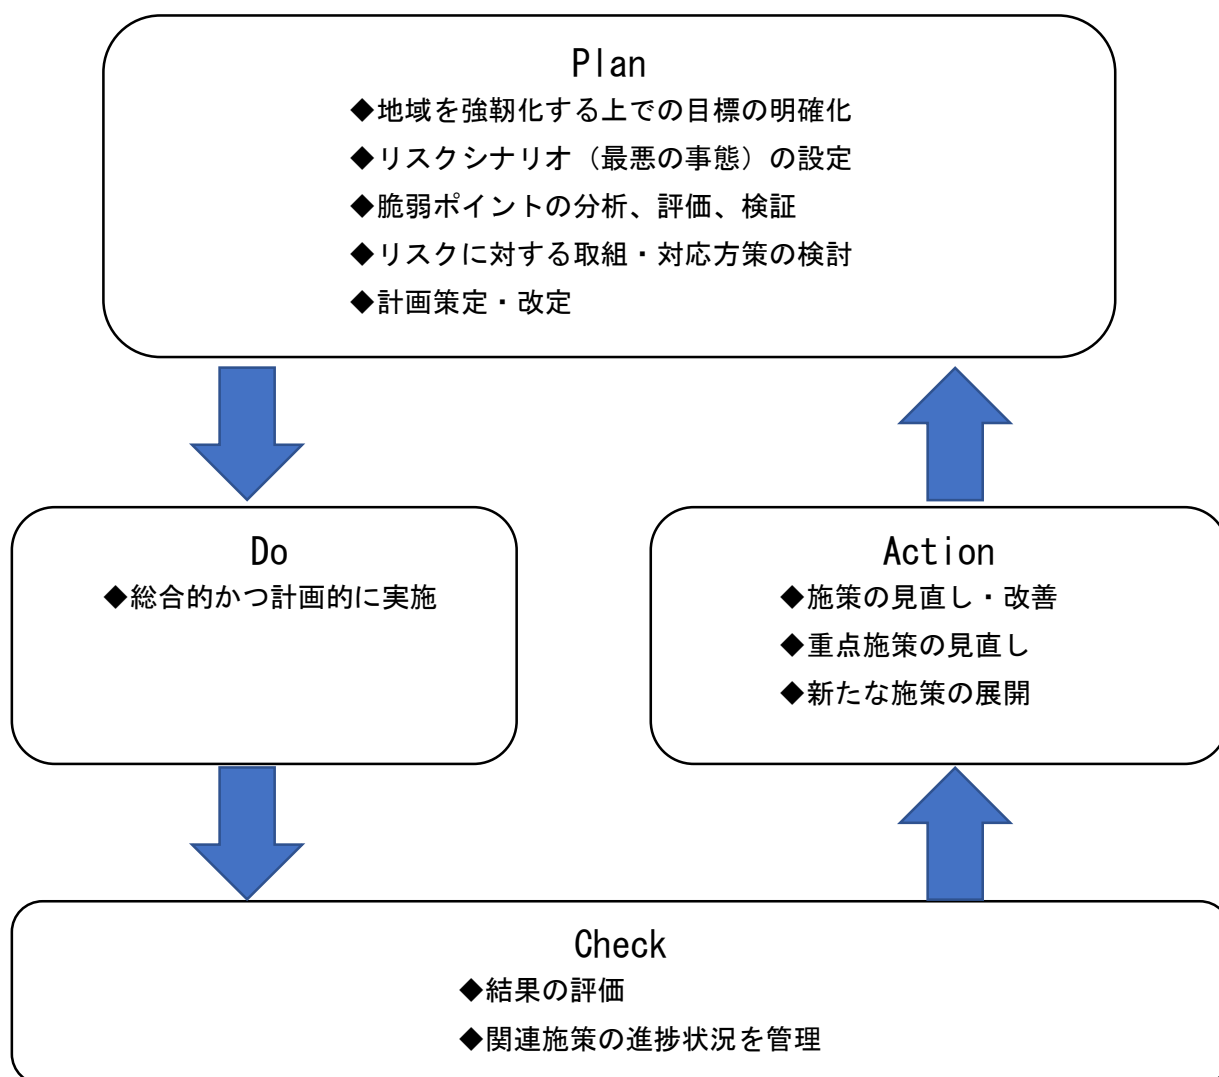 Plan
◆地域を強靭化する上での目標の明確化
◆リスクシナリオ（最悪の事態）の設定
◆脆弱ポイントの分析、評価、検証
◆リスクに対する取組・対応方策の検討
◆計画策定・改定
Do
◆総合的かつ計画的に実施
Action
◆施策の見直し・改善
◆重点施策の見直し
◆新たな施策の展開
Check
◆結果の評価
◆関連施策の進捗状況を管理